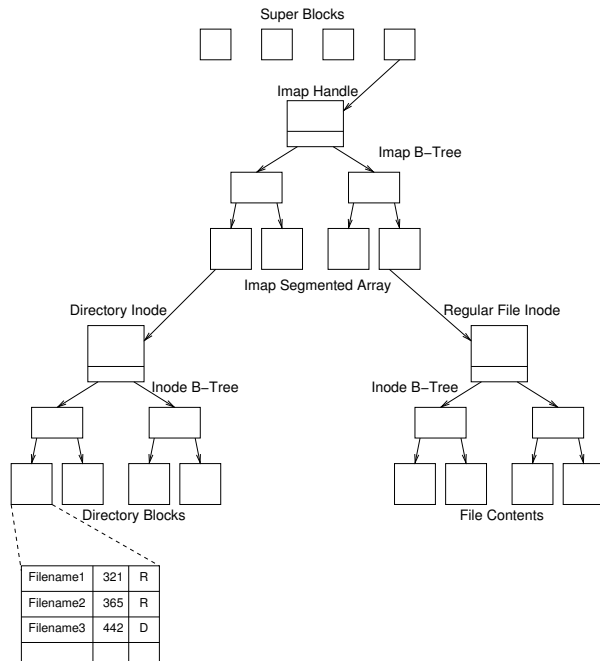 Super Blocks
Imap Handle
Imap B−Tree
Imap Segmented Array
Directory Inode
Regular File Inode
Inode B−Tree
Inode B−Tree
Directory Blocks
File Contents
Filename1 321 R
Filename2 365 R
Filename3 442 D